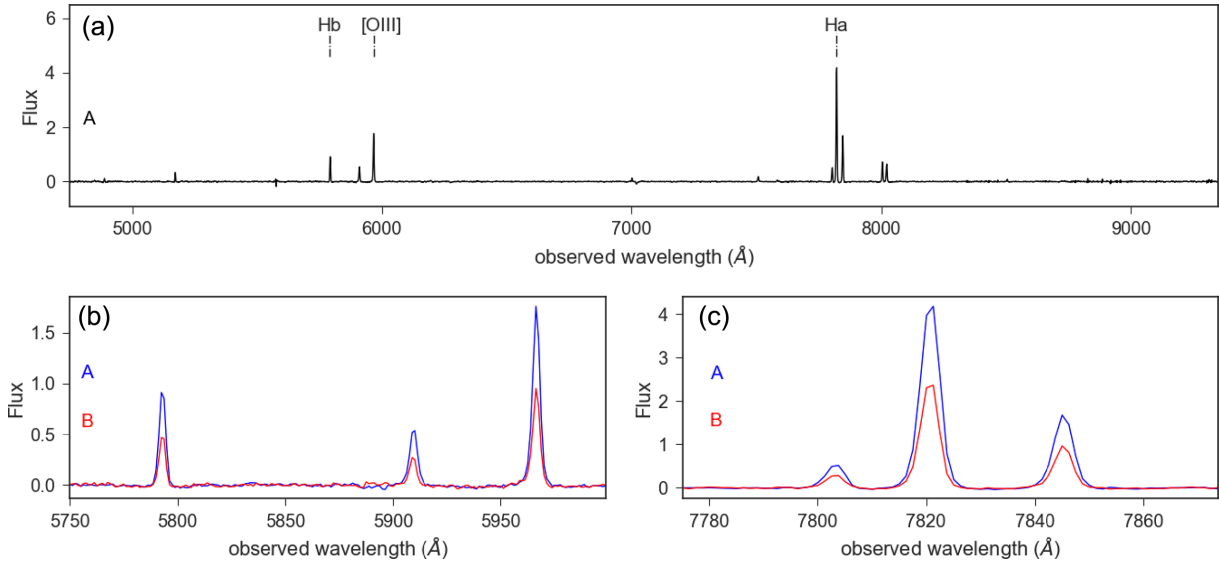 (a)
Hb [OIII] Ha
A
Flux
6
4
2
0
5000 6000 7000 8000 9000
observed wavelength (Å)
(b)
A
B
Flux
1.5
1.0
0.5
0.0
5750 5800 5850 5900 5950
observed wavelength (Å)
(c)
A
B
Flux
4
3
2
1
0
7780 7800 7820 7840 7860
observed wavelength (Å)